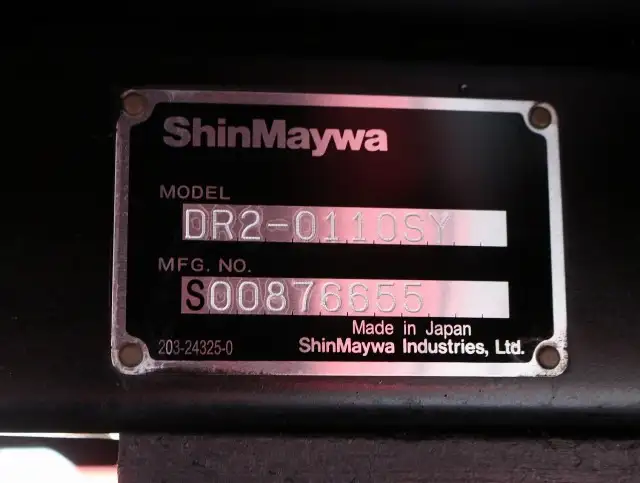 ShinMaywa
MODEL
DR2-0110SY
MFG. NO.
S00876655
Made in Japan
203-24325-0 ShinMaywa Industries, Ltd.